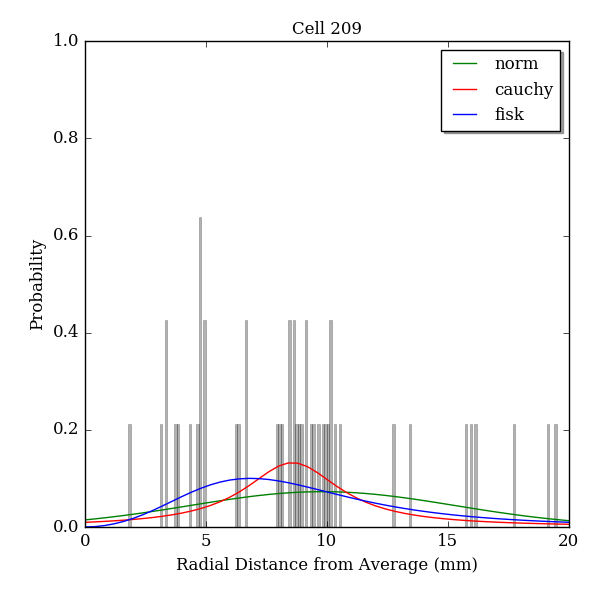 Cell 209
1.0
0.8
0.6
0.4
0.2
0.0
Probability
norm
cauchy
fisk
0 5 10 15 20
Radial Distance from Average (mm)